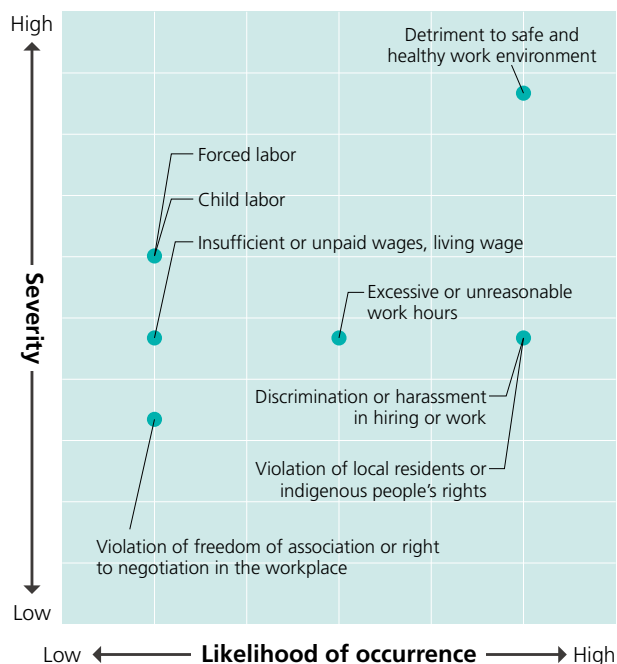 High
Detriment to safe and
healthy work environment
Forced labor
Child labor
Insufficient or unpaid wages, living wage
Excessive or unreasonable
work hours
Severity
Discrimination or harassment
in hiring or work
Violation of local residents or
indigenous people’s rights
Violation of freedom of association or right
to negotiation in the workplace
Low
Low
Likelihood of occurrence
High